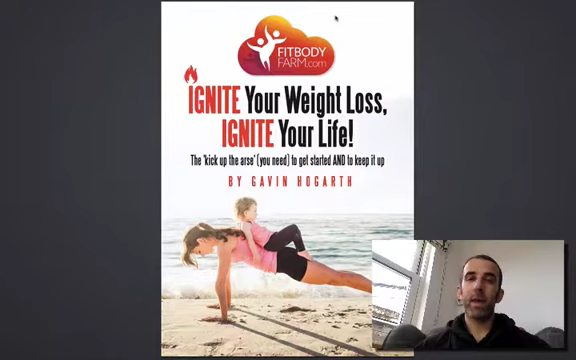 FITBODY
FARM.com
IGNITE Your Weight Loss,
IGNITE Your Life!
The 'kick up the arse' (you need) to get started AND to keep it up
BY GAVIN HOGARTH